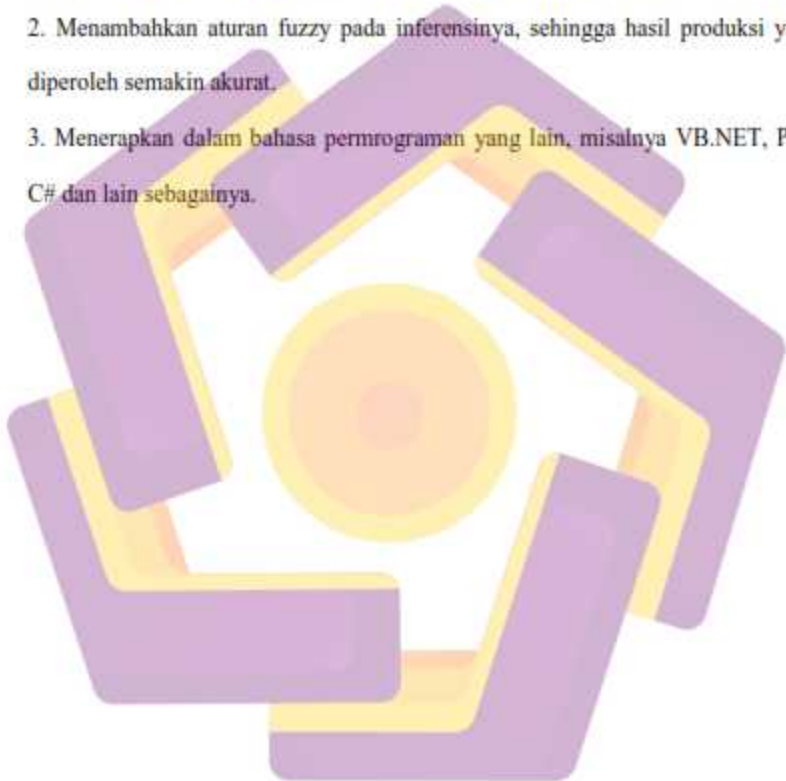 2. Menambahkan aturan fuzzy pada inferensinya, sehingga hasil produksi y
diperoleh semakin akurat.
3. Menerapkan dalam bahasa permrograman yang lain, misalnya VB.NET, P
C# dan lain sebagainya.